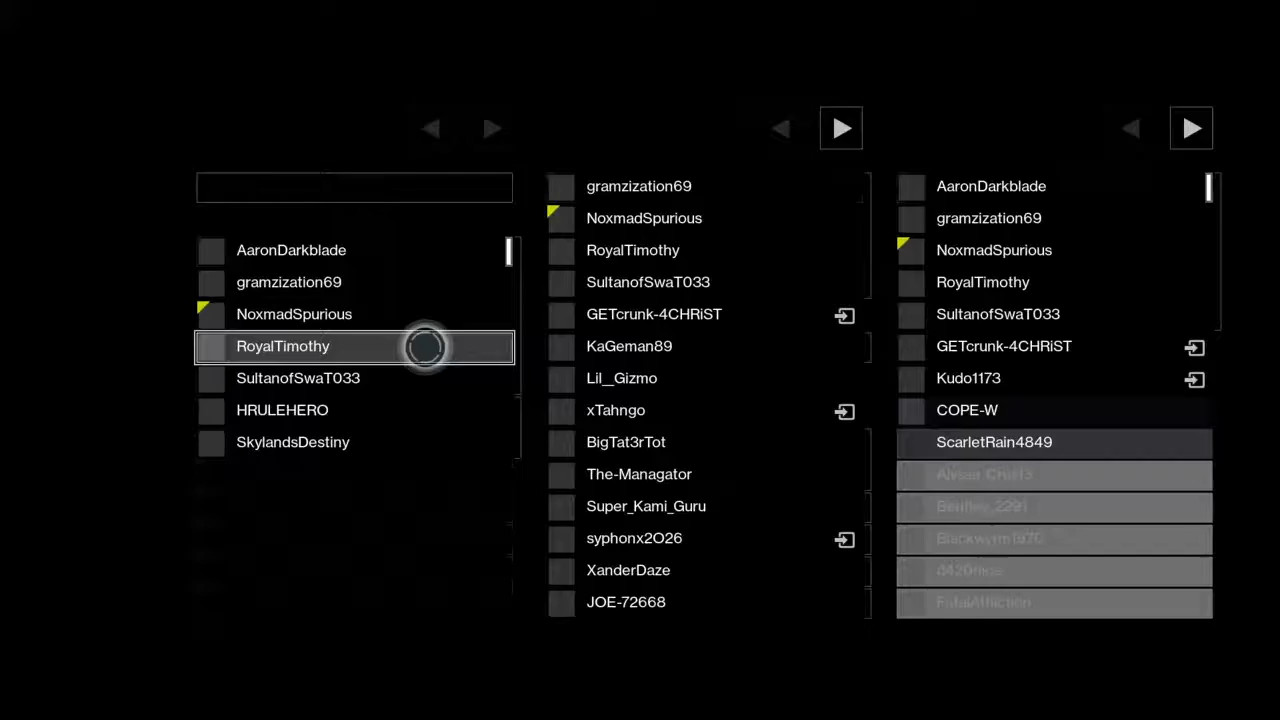 AaronDarkblade
gramzization69
NoxmadSpurious
RoyalTimothy
SultanofSwaT033
HRULEHERO
SkylandsDestiny
gramzization69
NoxmadSpurious
RoyalTimothy
SultanofSwaT033
GETcrunk-4CHRiST
KaGeman89
Lil__Gizmo
xTahngo
BigTat3rTot
The-Managator
Super_Kami_Guru
syphonx2O26
XanderDaze
JOE-72668
AaronDarkblade
gramzization69
NoxmadSpurious
RoyalTimothy
SultanofSwaT033
GETcrunk-4CHRiST
Kudo1173
COPE-W
ScarletRain4849